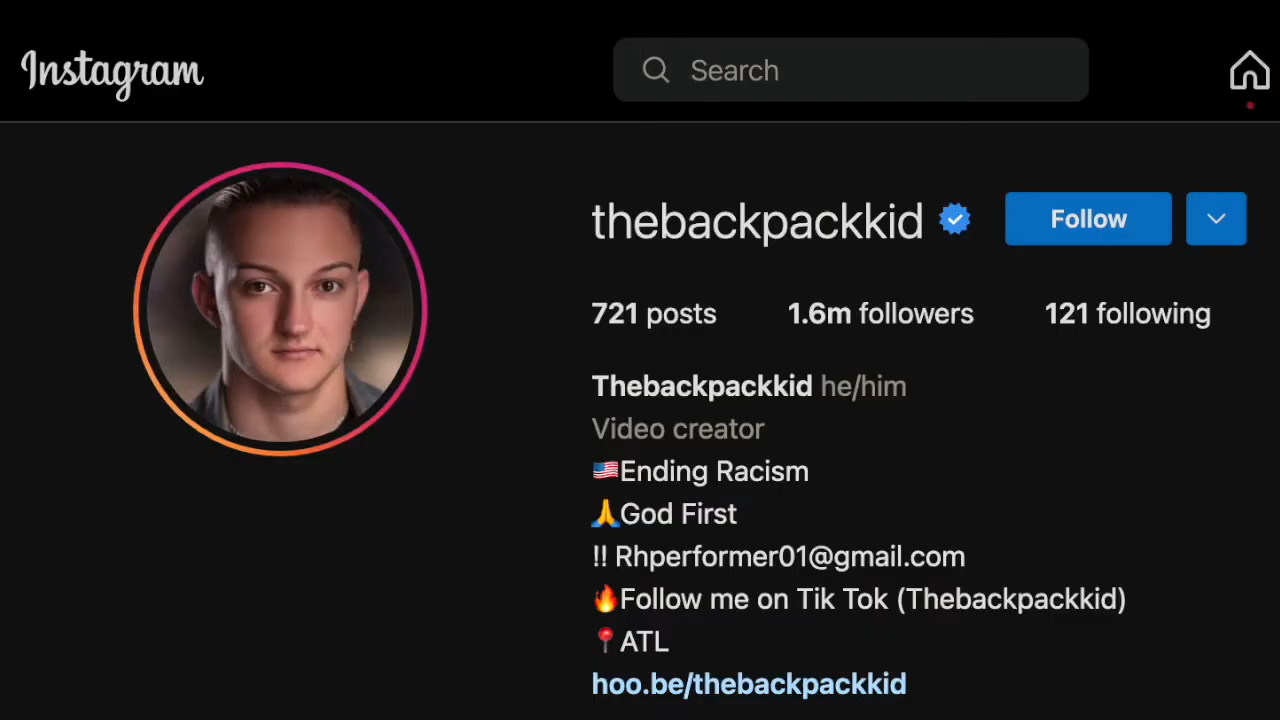 Instagram
Search
thebackpackkid
Follow
721 posts 1.6m followers 121 following
Thebackpackkid he/him
Video creator
🇺🇸Ending Racism
🙏God First
‼ Rhperformer01@gmail.com
🔥Follow me on Tik Tok (Thebackpackkid)
📍ATL
hoo.be/thebackpackkid